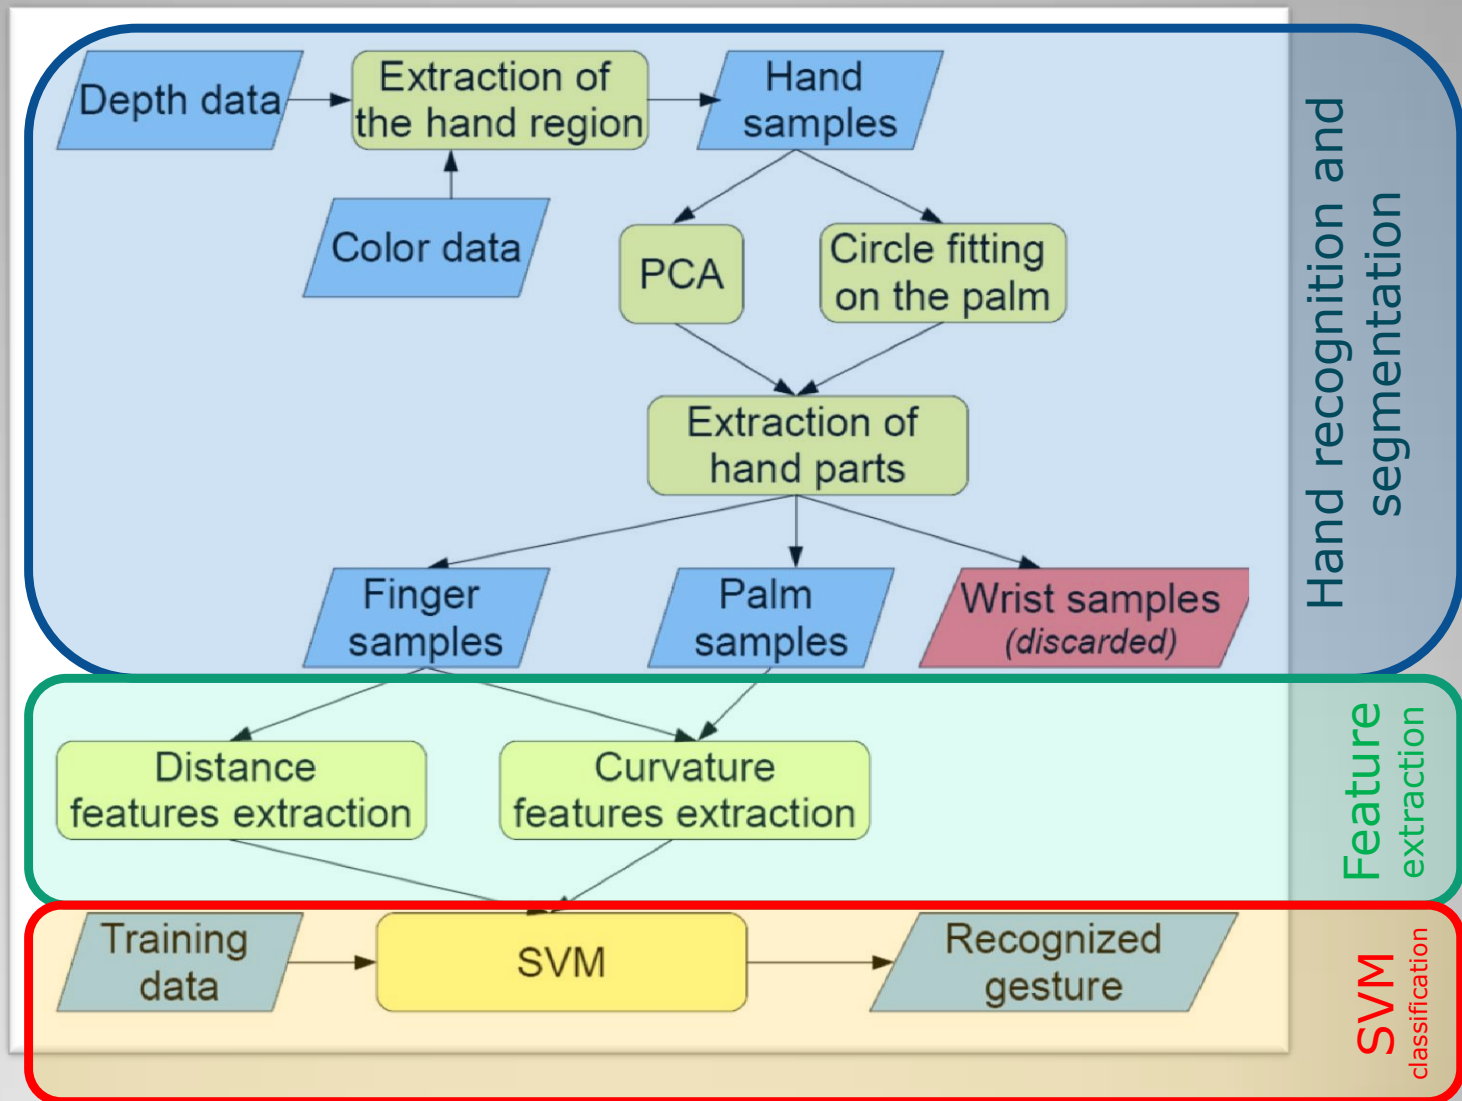 Depth data
Extraction of
the hand region
Hand
samples
Color data
PCA
Circle fitting
on the palm
Extraction of
hand parts
Finger
samples
Palm
samples
Wrist samples
(discarded)
Hand recognition and
segmentation
Distance
features extraction
Curvature
features extraction
Feature
extraction
Training
data
SVM
Recognized
gesture
SVM
classification